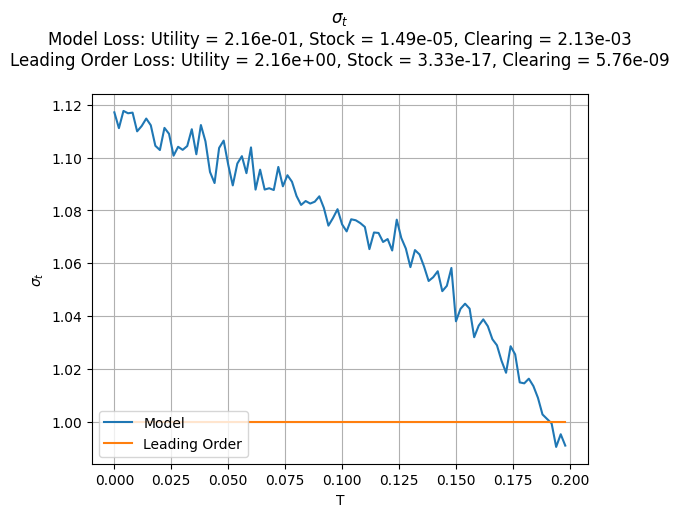 σt
Model Loss: Utility = 2.16e-01, Stock = 1.49e-05, Clearing = 2.13e-03
Leading Order Loss: Utility = 2.16e+00, Stock = 3.33e-17, Clearing = 5.76e-09
1.12
1.10
1.08
1.06
1.04
1.02
1.00
σt
Model
Leading Order
0.000 0.025 0.050 0.075 0.100 0.125 0.150 0.175 0.200
T